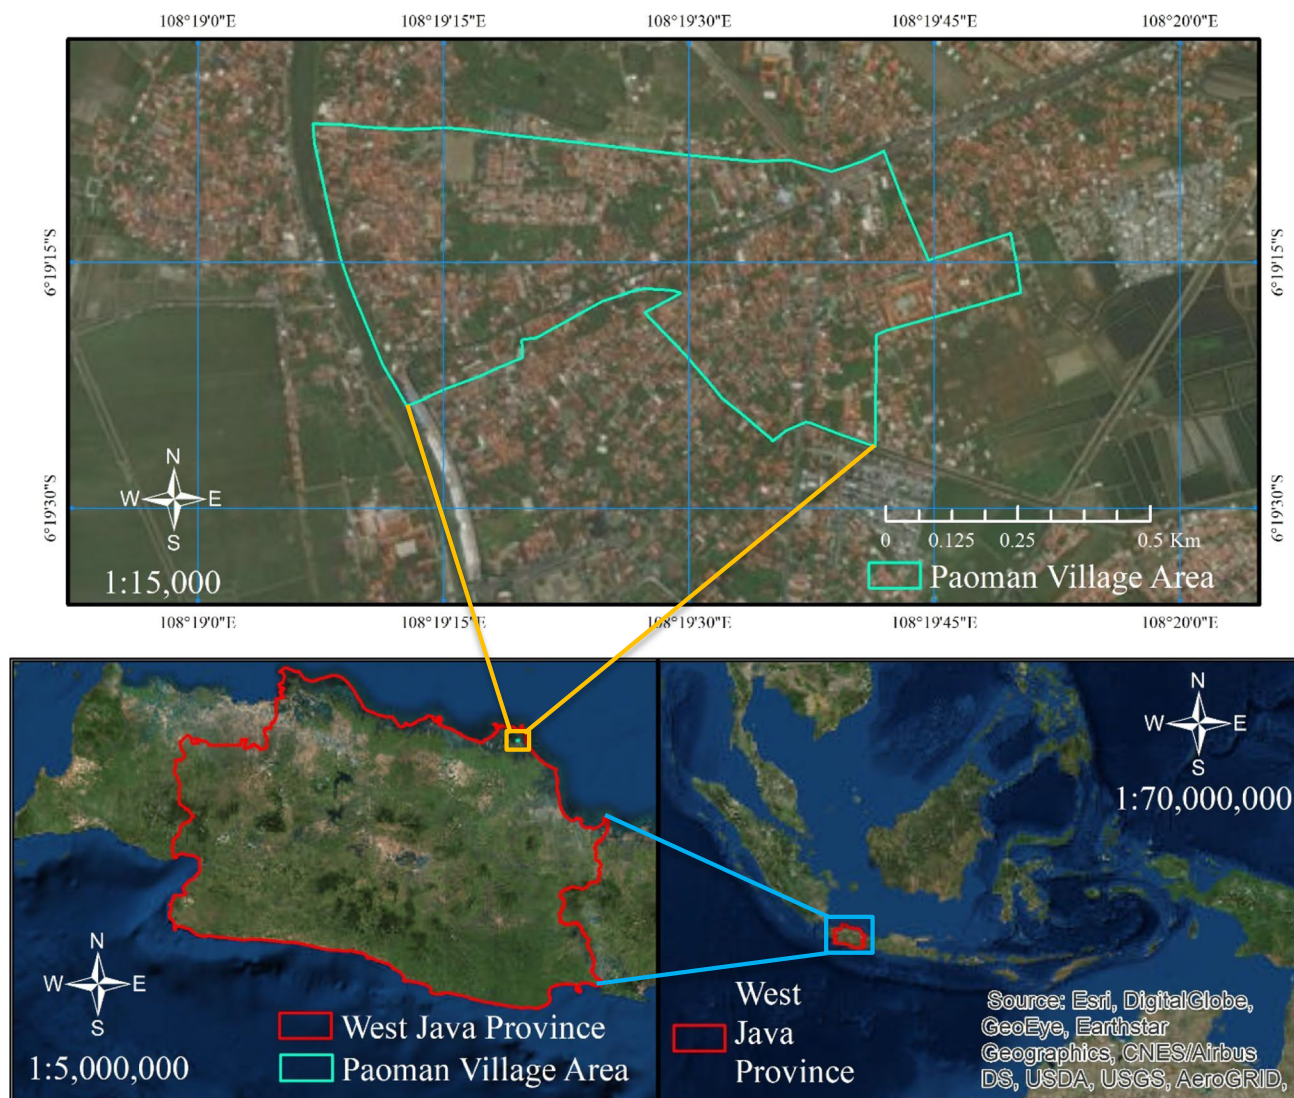 108°19'0"E 108°19'15"E 108°19'30"E 108°19'45"E 108°20'0"E
6°19'15"S 6°19'15"S
6°19'30"S 6°19'30"S
N
W E
S
1:15,000
0 0.125 0.25 0.5 Km
Paoman Village Area
108°19'0"E 108°19'15"E 108°19'30"E 108°19'45"E 108°20'0"E
N
W E
S
1:5,000,000
West Java Province
Paoman Village Area
N
W E
S
1:70,000,000
West
Java
Province
Source: Esri, DigitalGlobe,
GeoEye, Earthstar
Geographics, CNES/Airbus
DS, USDA, USGS, AeroGRID,